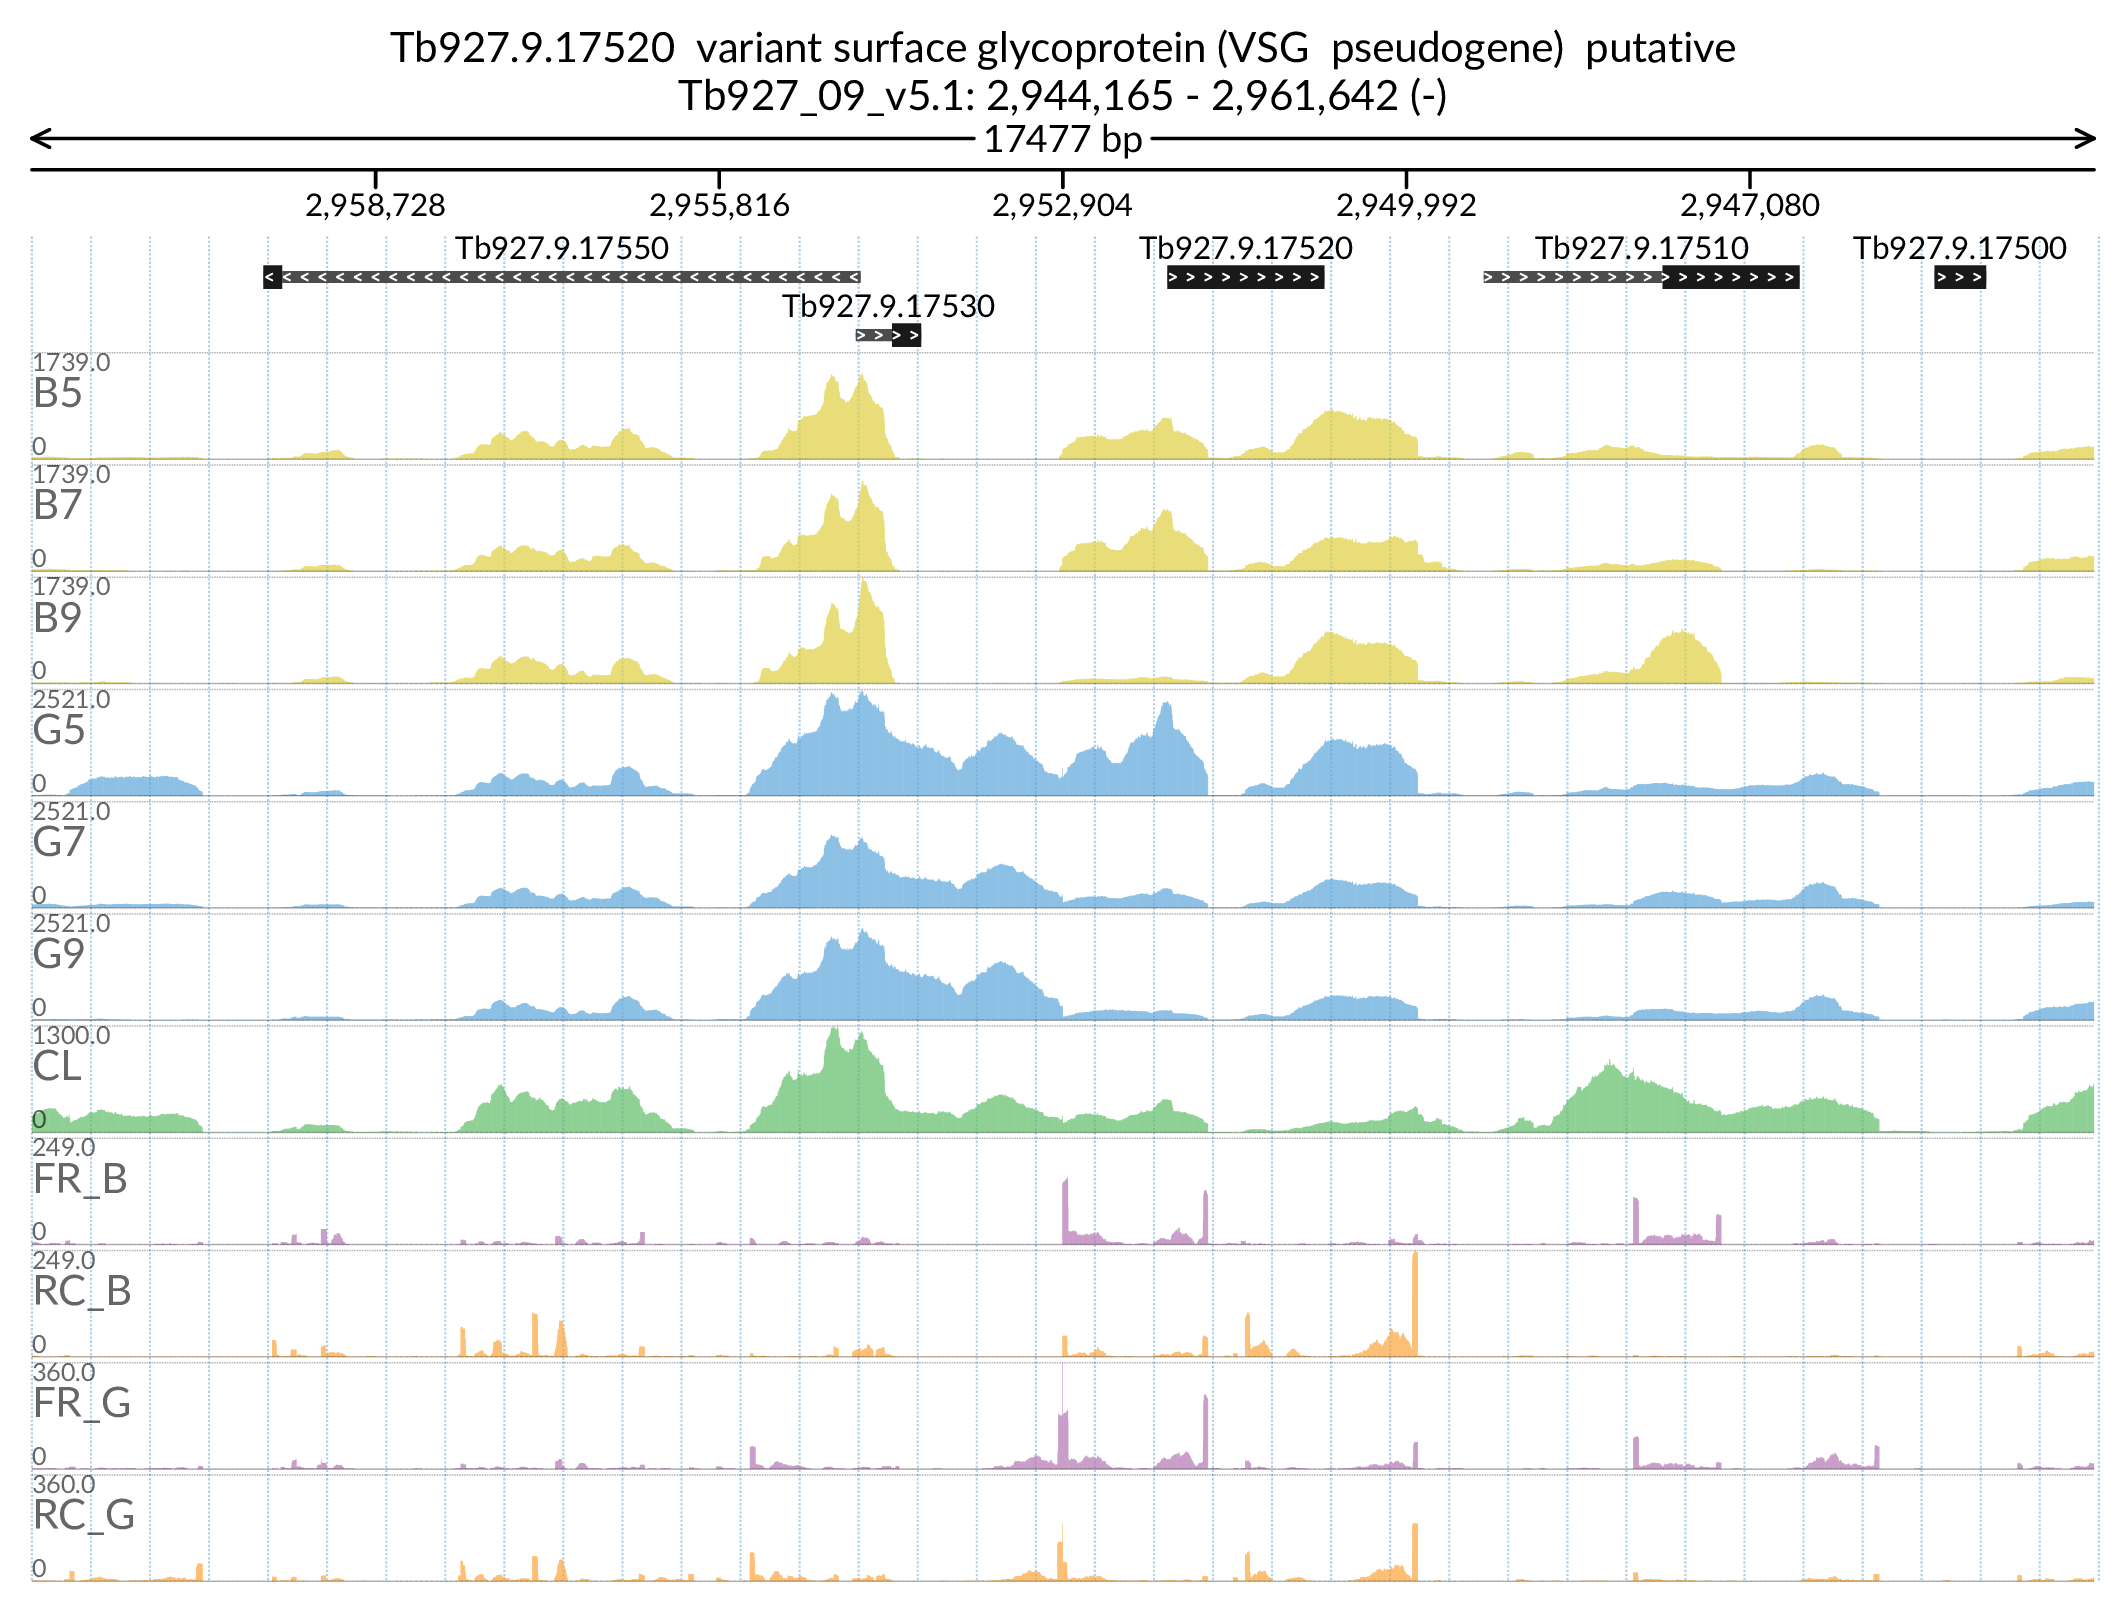 Tb927.9.17520  variant surface glycoprotein (VSG  pseudogene)  putative
Tb927_09_v5.1: 2,944,165 - 2,961,642 (-)
17477 bp
2,958,728 2,955,816 2,952,904 2,949,992 2,947,080
Tb927.9.17550 Tb927.9.17520 Tb927.9.17510 Tb927.9.17500
Tb927.9.17530
1739.0
B5
0
1739.0
B7
0
1739.0
B9
0
2521.0
G5
0
2521.0
G7
0
2521.0
G9
0
1300.0
CL
0
249.0
FR_B
0
249.0
RC_B
0
360.0
FR_G
0
360.0
RC_G
0